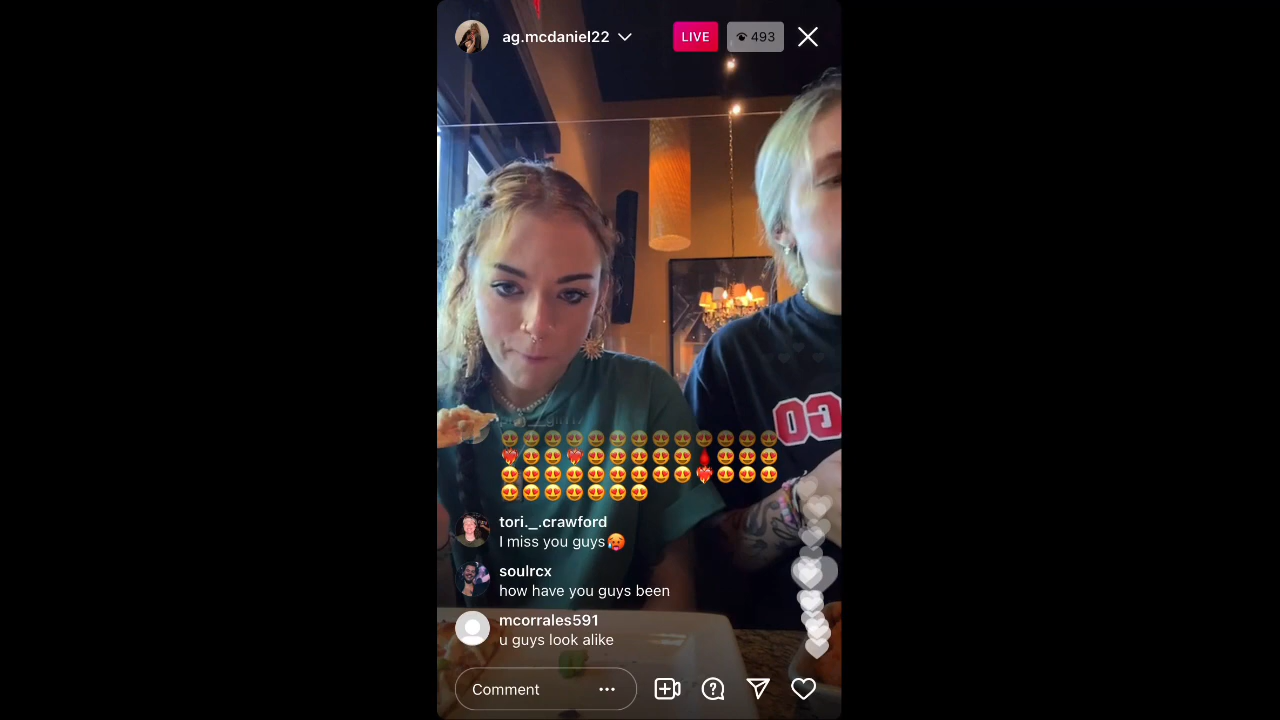 ag.mcdaniel22
LIVE
493
tori._.crawford
I miss you guys🥵
soulrcx
how have you guys been
mcorrales591
u guys look alike
Comment